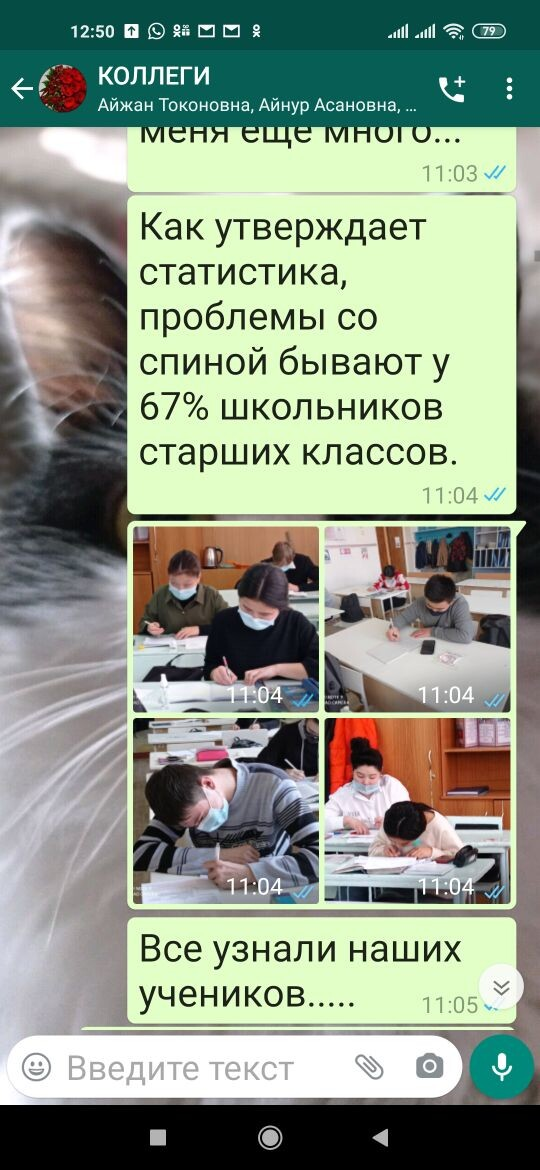 12:50
79
КОЛЛЕГИ
Айжан Токоновна, Айнур Асановна, ...
меня еще много...
11:03
Как утверждает
статистика,
проблемы со
спиной бывают у
67% школьников
старших классов.
11:04
11:04
11:04
11:04
11:04
Все узнали наших
учеников.....
11:05
Введите текст